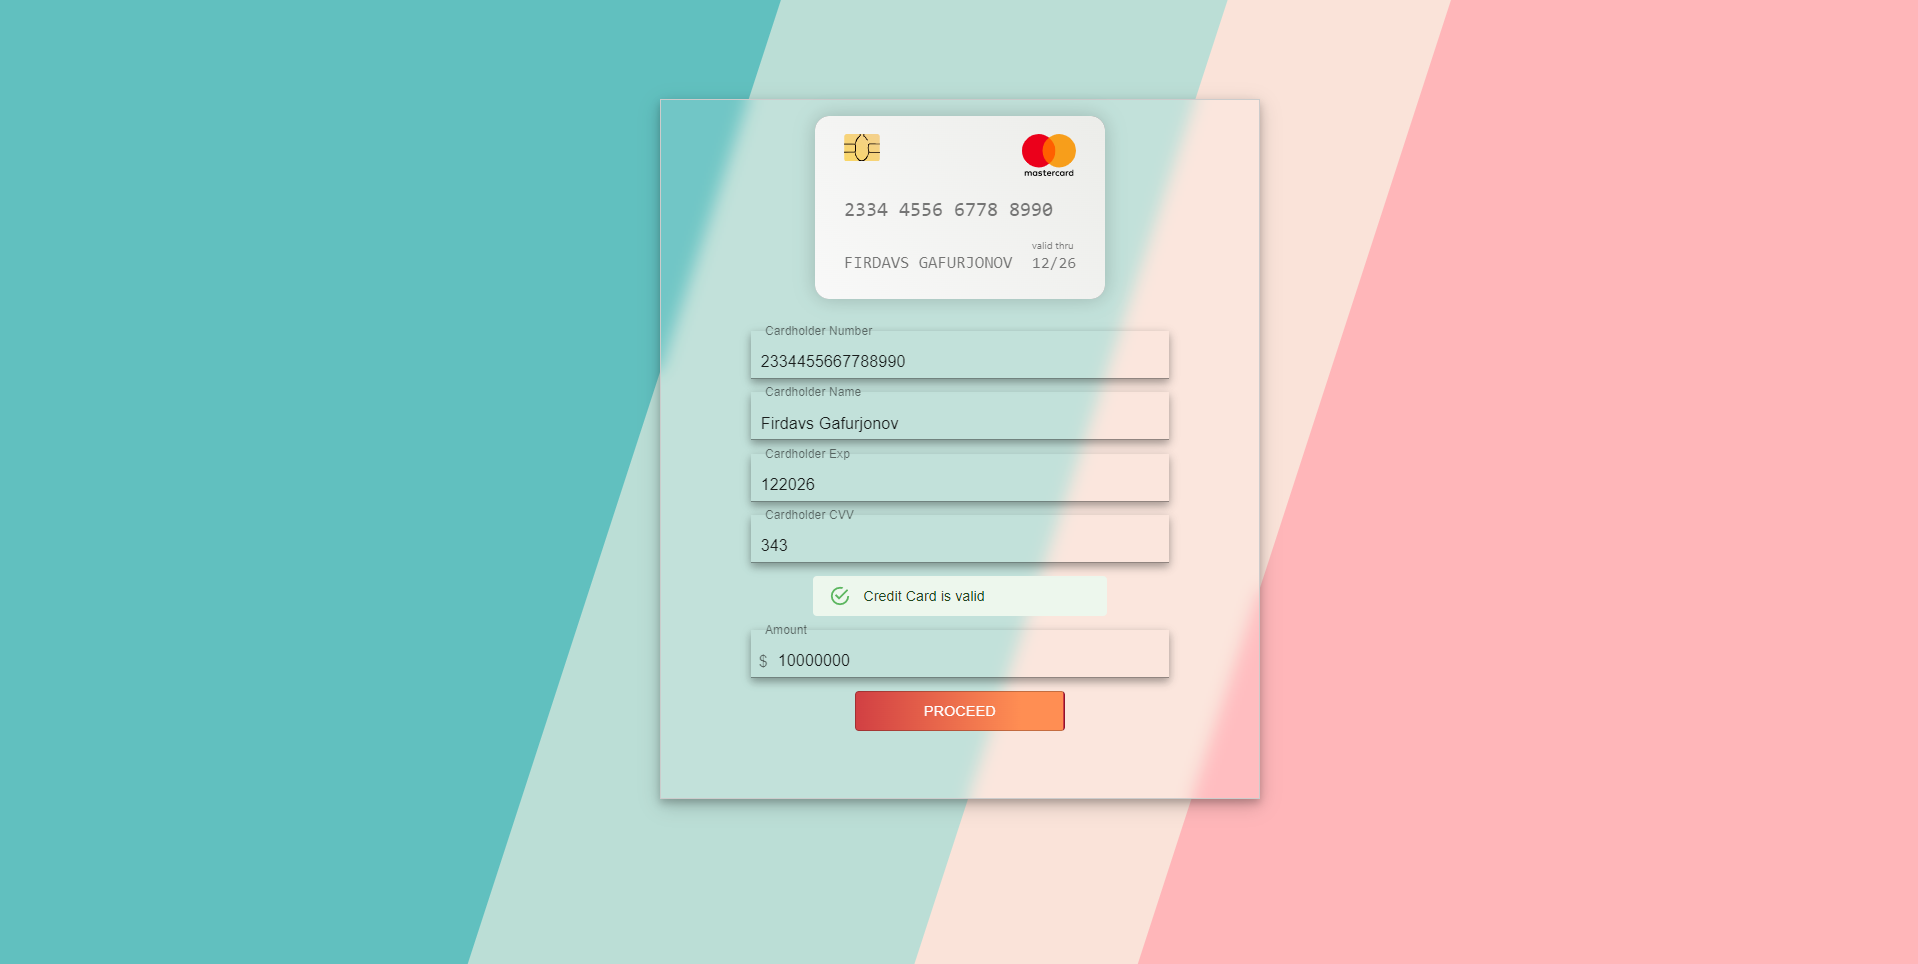 mastercard
2334 4556 6778 8990
valid thru
FIRDAVS GAFURJONOV 12/26
Cardholder Number
2334455667788990
Cardholder Name
Firdavs Gafurjonov
Cardholder Exp
122026
Cardholder CVV
343
Credit Card is valid
Amount
$ 10000000
PROCEED